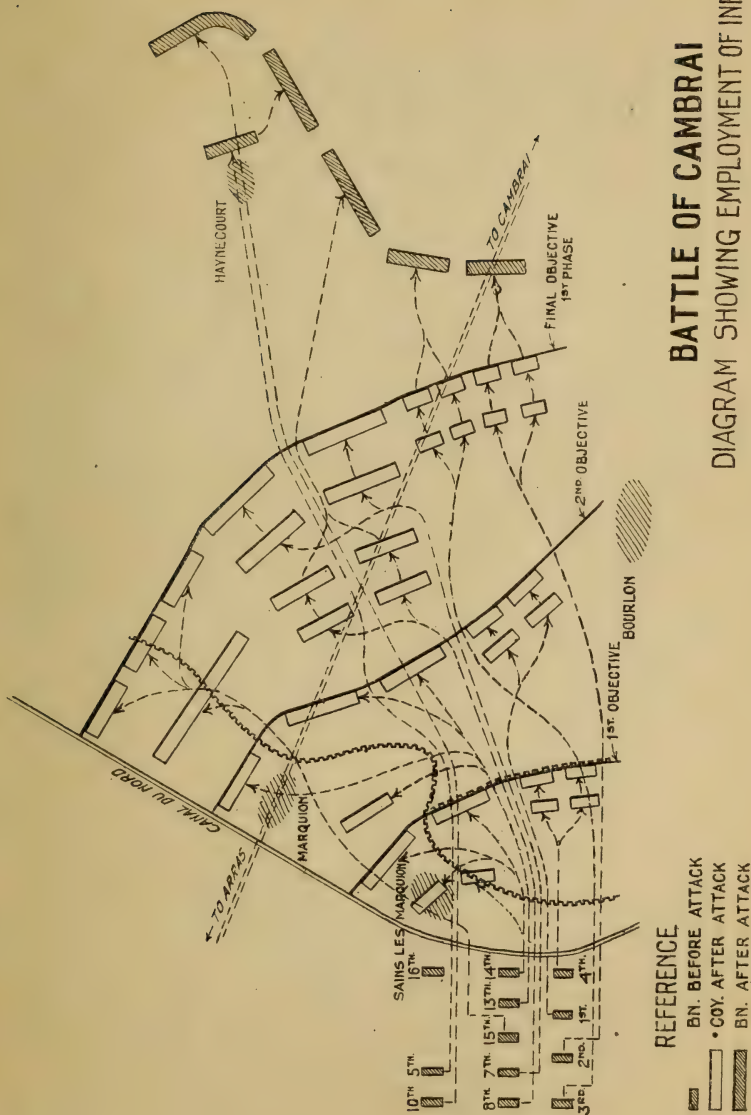 HAYNECOURT
TO CAMBRAI
FINAL OBJECTIVE
1ST PHASE
2ND. OBJECTIVE
BOURLON
1ST. OBJECTIVE
CANAL DU NORD
TO ARRAS
MARQUION
SAINS LES MARQUION
16TH.
10TH 5TH.
8TH. 7TH. 15TH. 13TH. 14TH.
3RD. 2ND. 1ST. 4TH.
BATTLE OF CAMBRAI
DIAGRAM SHOWING EMPLOYMENT OF
REFERENCE
BN. BEFORE ATTACK
COY. AFTER ATTACK
BN. AFTER ATTACK